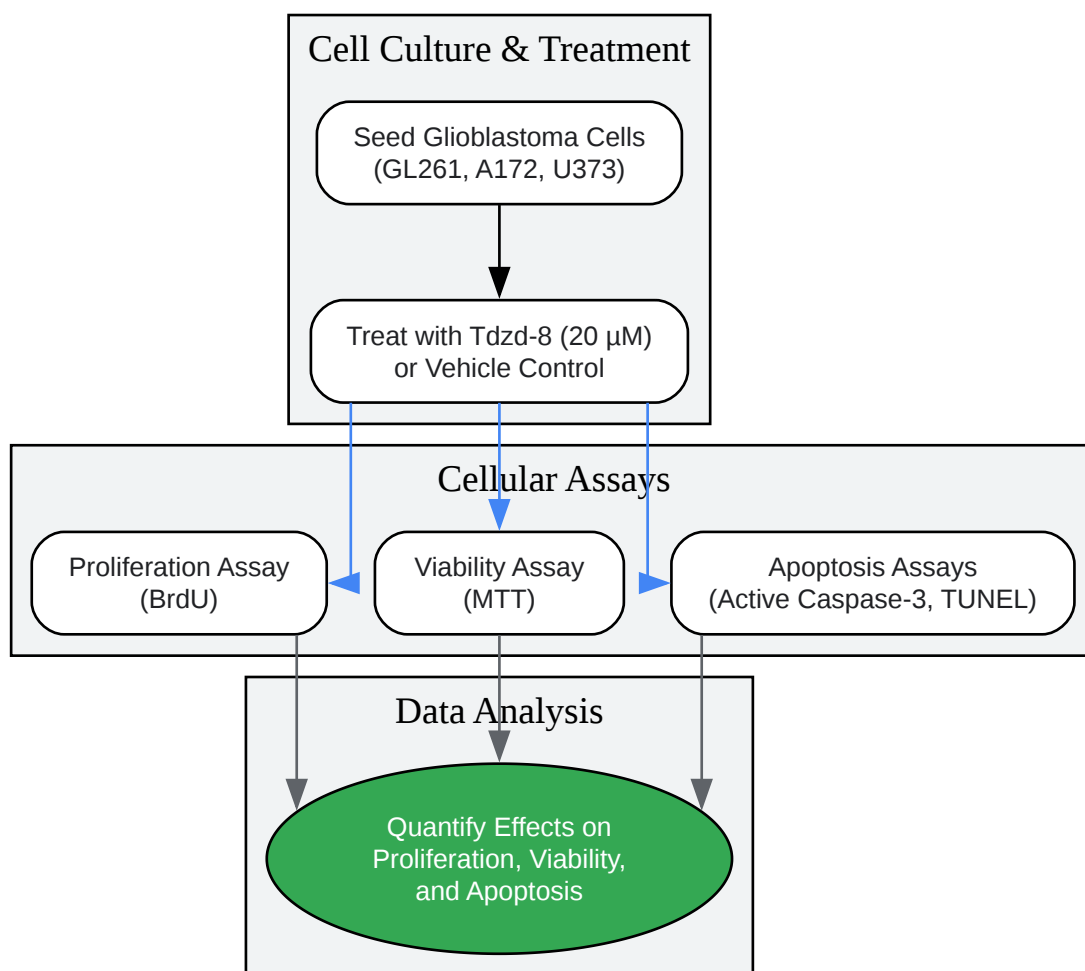 Cell Culture & Treatment
Seed Glioblastoma Cells
(GL261, A172, U373)
Treat with Tdzd-8 (20 µM)
or Vehicle Control
Cellular Assays
Proliferation Assay
(BrdU)
Viability Assay
(MTT)
Apoptosis Assays
(Active Caspase-3, TUNEL)
Data Analysis
Quantify Effects on
Proliferation, Viability,
and Apoptosis